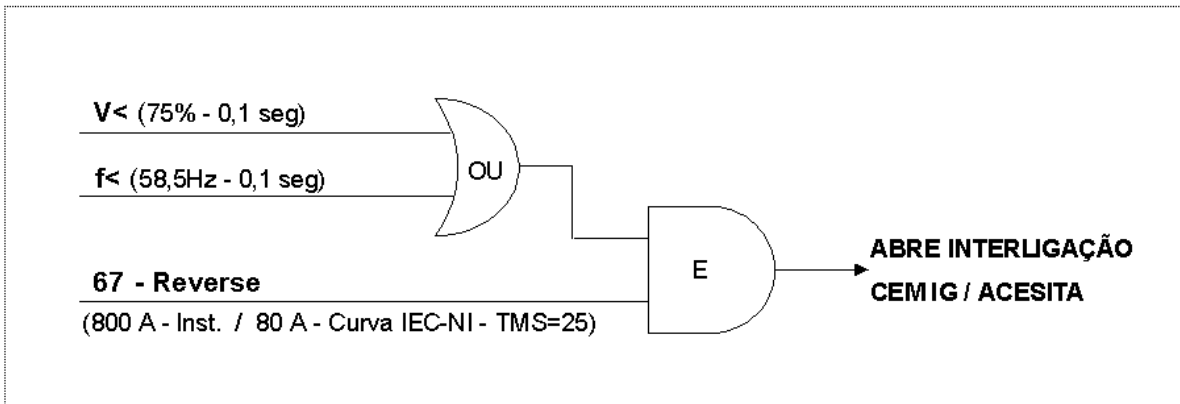 V< (75% - 0,1 seg)
f< (58,5Hz - 0,1 seg)
OU
67 - Reverse
(800 A - Inst. / 80 A - Curva IEC-NI - TMS=25)
E
ABRE INTERLIGAÇÃO
CEMIG / ACESITA